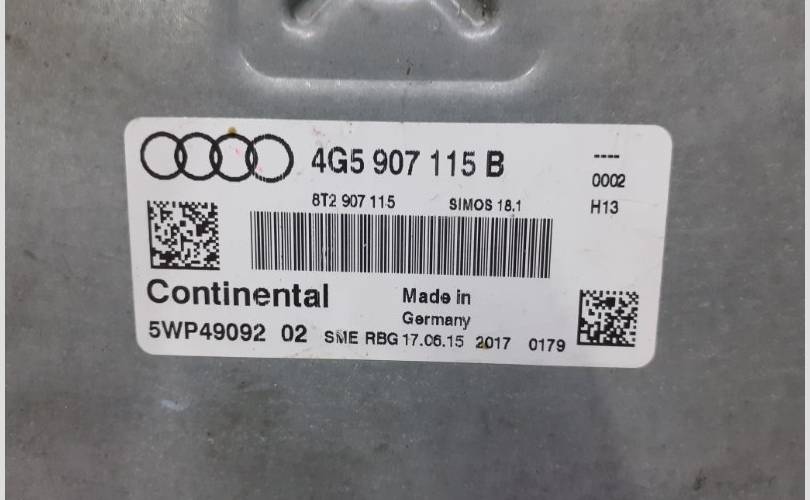 4G5 907 115 B
----
0002
8T2 907 115 SIMOS 18.1 H13
Continental Made in
Germany
5WP49092 02 SME RBG 17.06.15 2017 0179